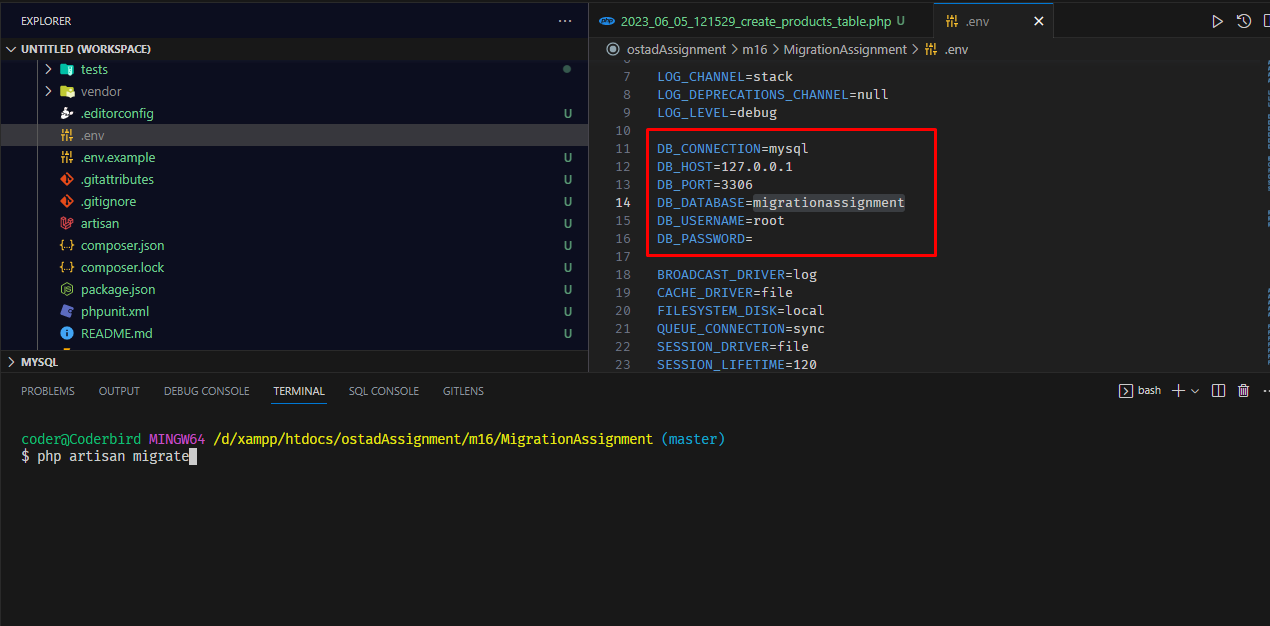 EXPLORER
UNTITLED (WORKSPACE)
tests
vendor
.editorconfig U
.env
.env.example U
.gitattributes U
.gitignore U
artisan U
composer.json U
composer.lock U
package.json U
phpunit.xml U
README.md U
MYSQL
2023_06_05_121529_create_products_table.php U
.env
ostadAssignment > m16 > MigrationAssignment > .env
7 LOG_CHANNEL=stack
8 LOG_DEPRECATIONS_CHANNEL=null
9 LOG_LEVEL=debug
10
11 DB_CONNECTION=mysql
12 DB_HOST=127.0.0.1
13 DB_PORT=3306
14 DB_DATABASE=migrationassignment
15 DB_USERNAME=root
16 DB_PASSWORD=
17
18 BROADCAST_DRIVER=log
19 CACHE_DRIVER=file
20 FILESYSTEM_DISK=local
21 QUEUE_CONNECTION=sync
22 SESSION_DRIVER=file
23 SESSION_LIFETIME=120
PROBLEMS OUTPUT DEBUG CONSOLE TERMINAL SQL CONSOLE GITLENS
bash
coder@Coderbird MINGW64 /d/xampp/htdocs/ostadAssignment/m16/MigrationAssignment (master)
$ php artisan migrate